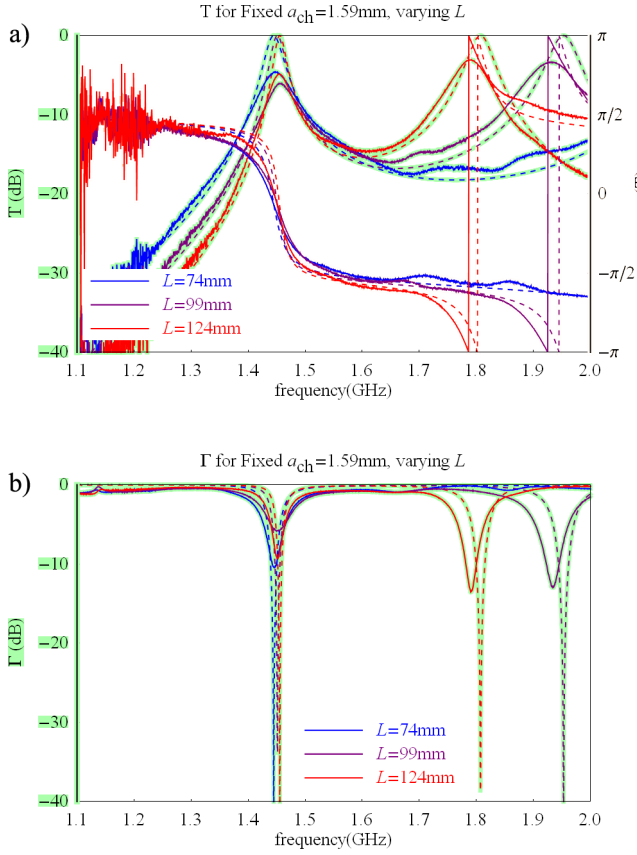 T for Fixed a_ch=1.59mm, varying L
a)
0
−10
−20
−30
−40
T (dB)
π
π/2
0
−π/2
−π
L=74mm
L=99mm
L=124mm
1.1 1.2 1.3 1.4 1.5 1.6 1.7 1.8 1.9 2.0
frequency(GHz)
Γ for Fixed a_ch=1.59mm, varying L
b)
0
−10
−20
−30
−40
Γ (dB)
L=74mm
L=99mm
L=124mm
1.1 1.2 1.3 1.4 1.5 1.6 1.7 1.8 1.9 2.0
frequency(GHz)